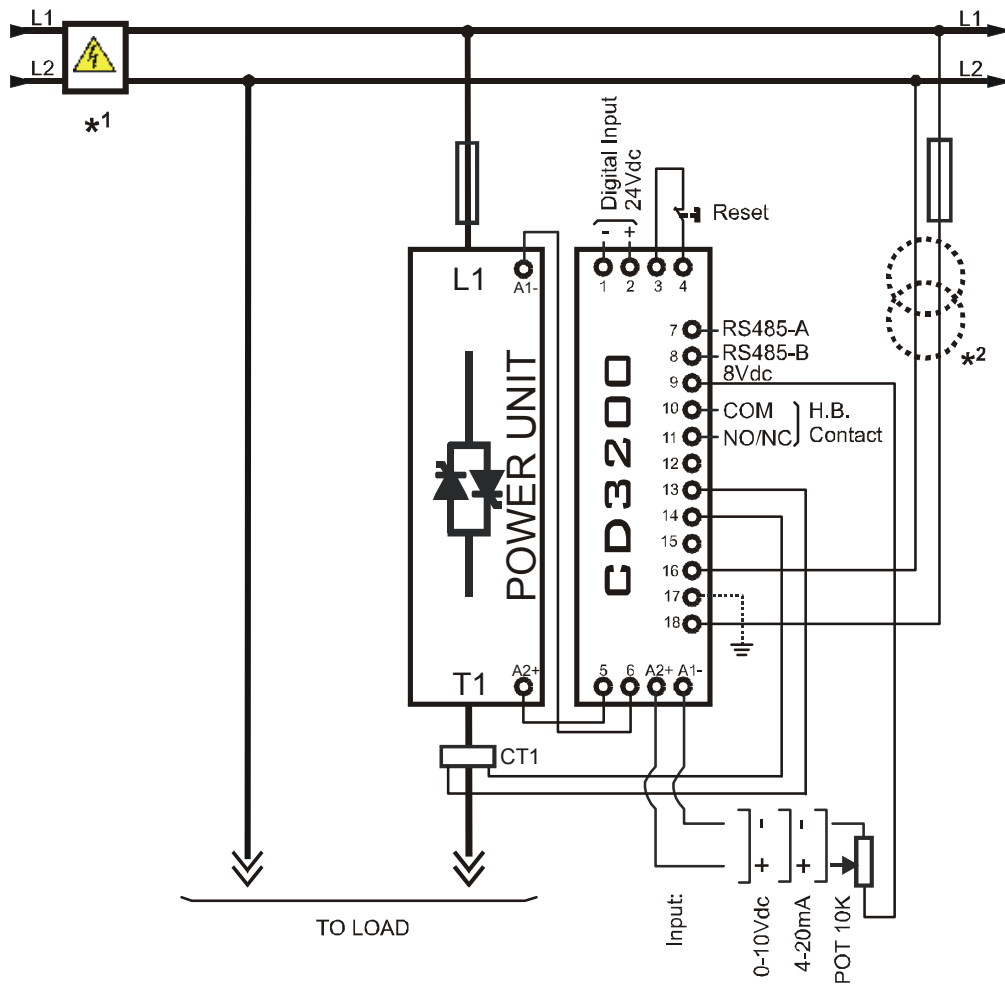 L1
L1
L2
L2
*1
Digital Input
24Vdc
- +
Reset
L1
A1-
1 2 3 4
7 RS485-A
8 RS485-B
*2
8Vdc
9
10 COM
H.B.
11 NO/NC
Contact
12
13
14
15
16
17
18
POWER UNIT
CD3200
T1
A2+
5 6 A2+ A1-
CT1
- -
+ +
Input:
0-10Vdc
4-20mA
POT 10K
TO LOAD